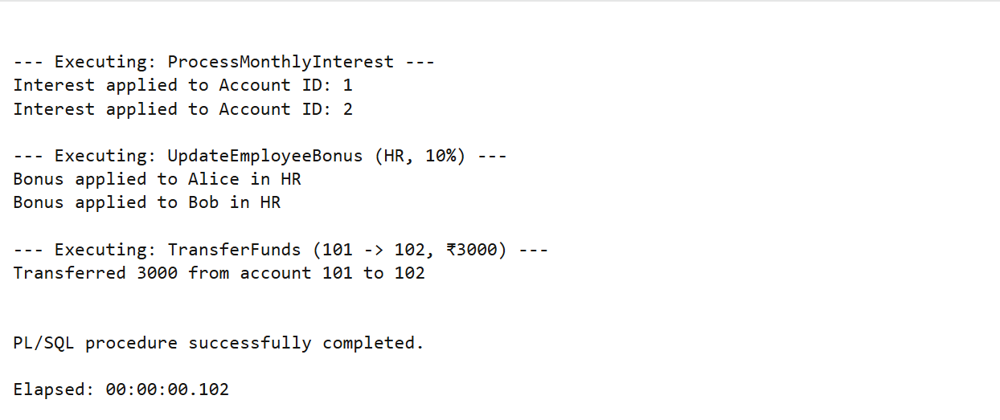 --- Executing: ProcessMonthlyInterest ---
Interest applied to Account ID: 1
Interest applied to Account ID: 2
--- Executing: UpdateEmployeeBonus (HR, 10%) ---
Bonus applied to Alice in HR
Bonus applied to Bob in HR
--- Executing: TransferFunds (101 -> 102, ₹3000) ---
Transferred 3000 from account 101 to 102
PL/SQL procedure successfully completed.
Elapsed: 00:00:00.102